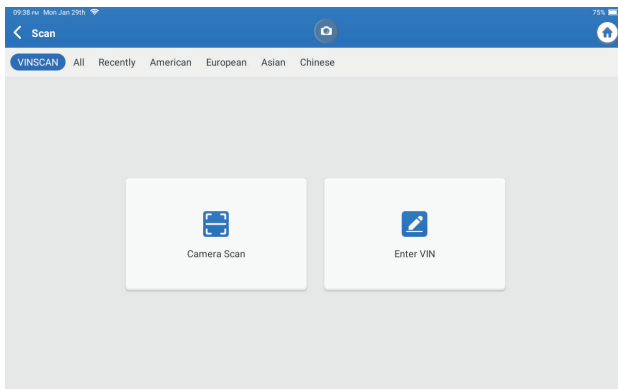 09:38 PM Mon Jan 29th 75%
Scan
VINSCAN All Recently American European Asian Chinese
Camera Scan Enter VIN